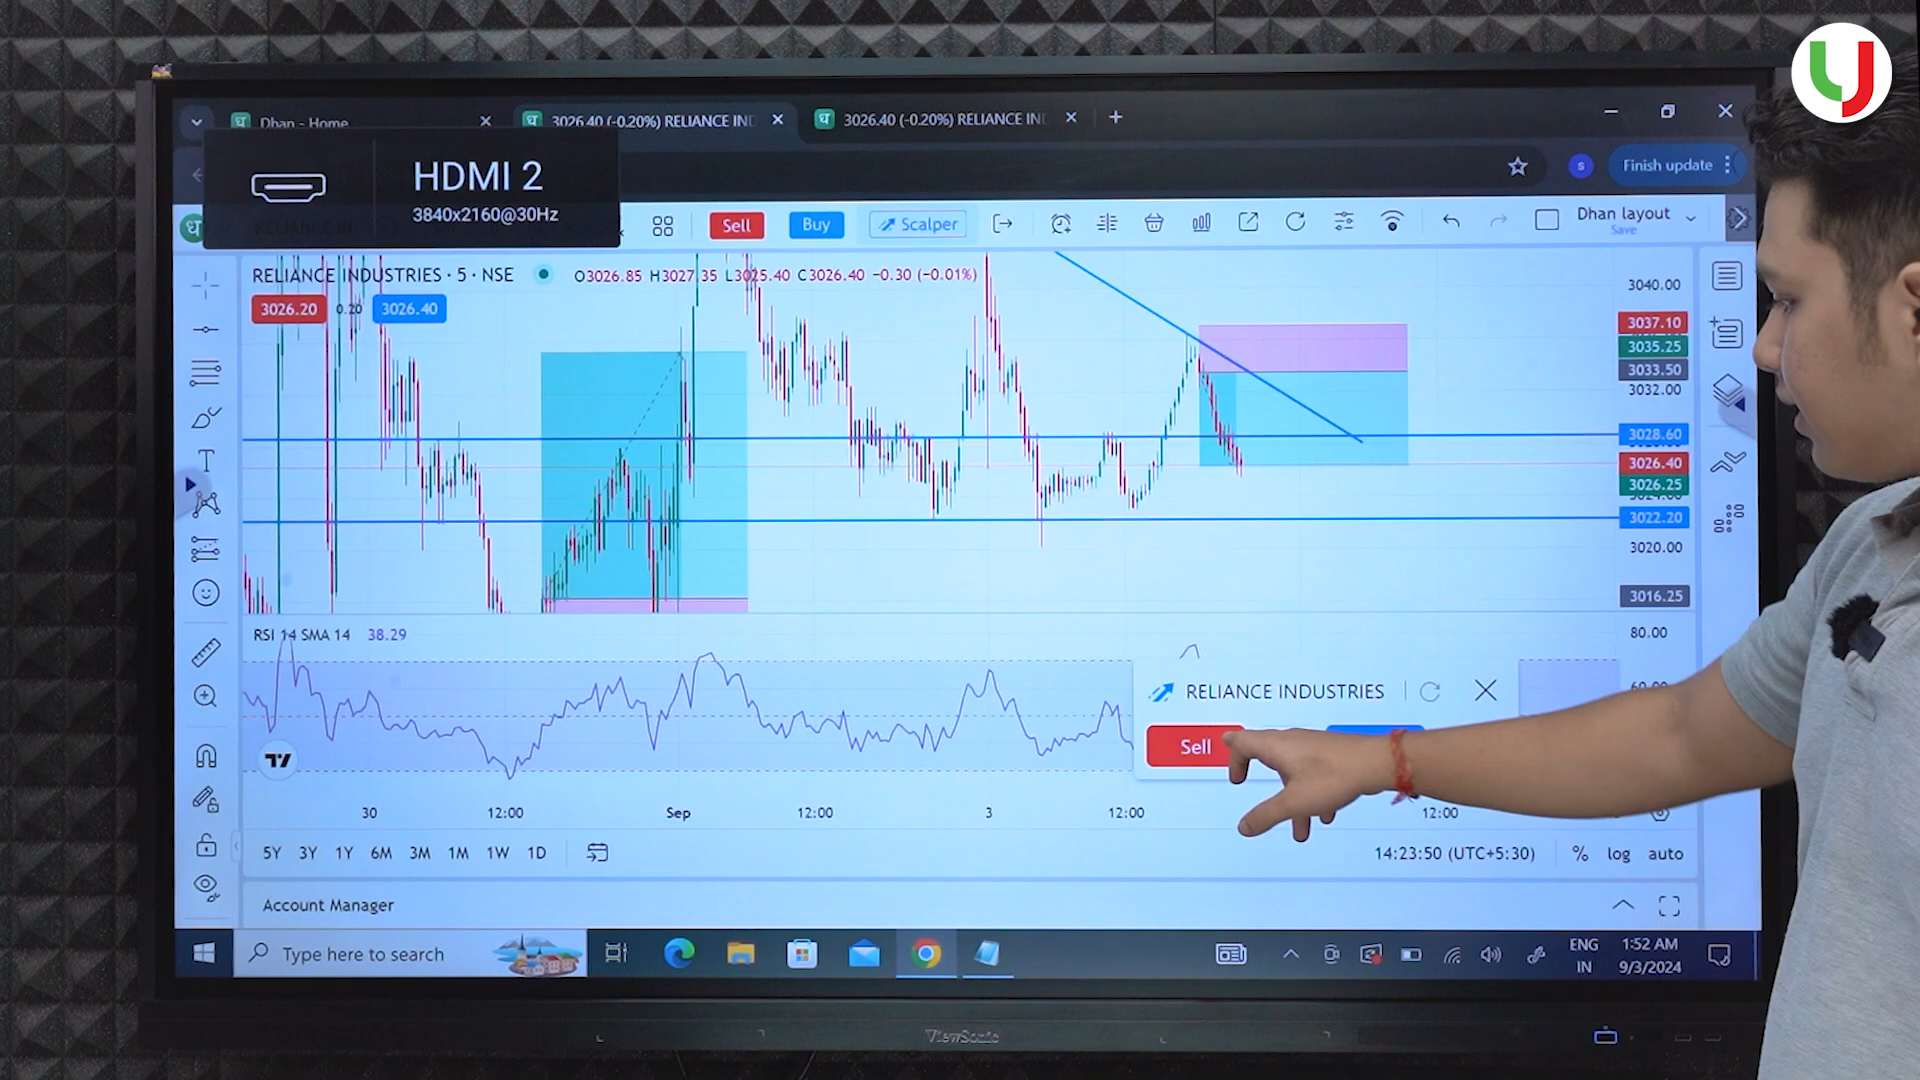 Dhan - Home
3026.40 (-0.20%) RELIANCE IND
3026.40 (-0.20%) RELIANCE IND
HDMI 2
3840x2160@30Hz
Finish update
RELIANCE IN
Sell
Buy
Scalper
Dhan layout
Save
RELIANCE INDUSTRIES · 5 · NSE
O3026.85 H3027.35 L3025.40 C3026.40 −0.30 (−0.01%)
3026.20
0.20
3026.40
3040.00
3037.10
3035.25
3033.50
3032.00
3028.60
3026.40
3026.25
3022.20
3020.00
3016.25
RSI 14 SMA 14 38.29
80.00
RELIANCE INDUSTRIES
Sell
30
12:00
Sep
12:00
3
12:00
12:00
5Y 3Y 1Y 6M 3M 1M 1W 1D
14:23:50 (UTC+5:30)
% log auto
Account Manager
Type here to search
ENG
IN
1:52 AM
9/3/2024
ViewSonic